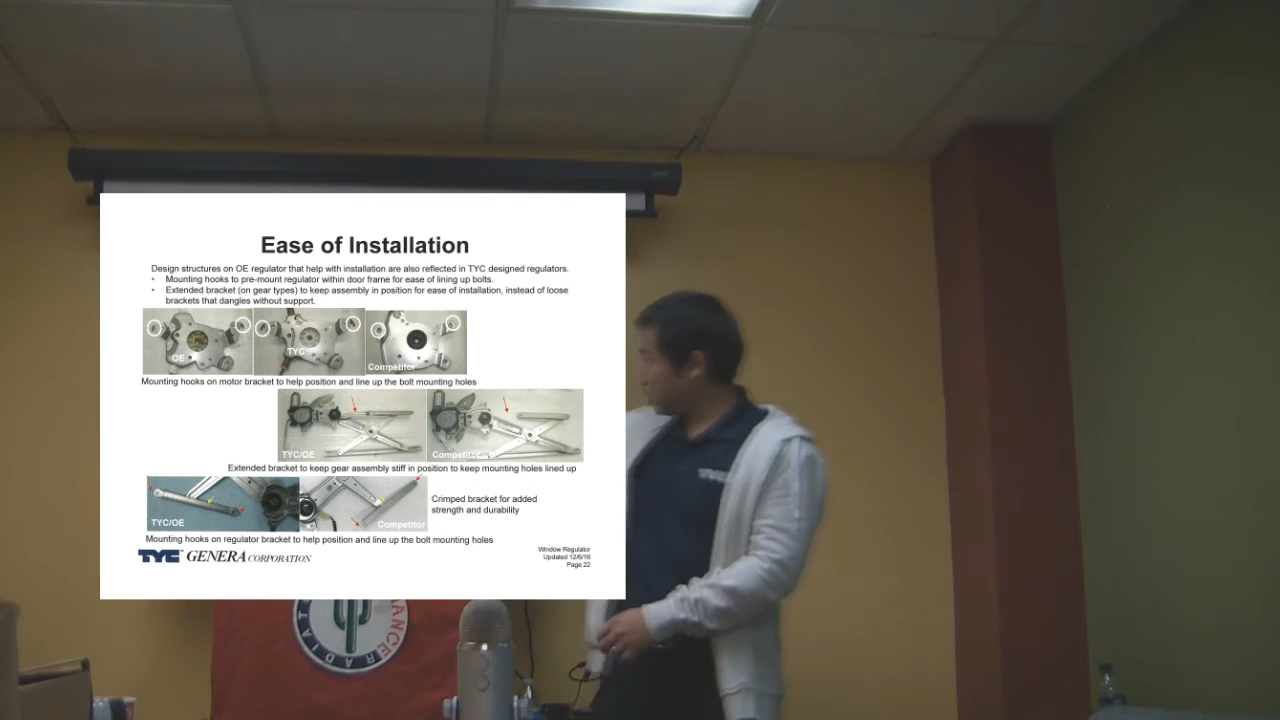 Ease of Installation
Design structures on OE regulator that help with installation are also reflected in TYC designed regulators.
• Mounting hooks to pre-mount regulator within door frame for ease of lining up bolts.
• Extended bracket (on gear types) to keep assembly in position for ease of installation, instead of loose
brackets that dangles without support.
OE
TYC
Competitor
Mounting hooks on motor bracket to help position and line up the bolt mounting holes
TYC/OE
Competitor
Extended bracket to keep gear assembly stiff in position to keep mounting holes lined up
TYC/OE
Competitor
Crimped bracket for added
strength and durability
Mounting hooks on regulator bracket to help position and line up the bolt mounting holes
TYC GENERA CORPORATION
Window Regulator
Updated 12/6/16
Page 22